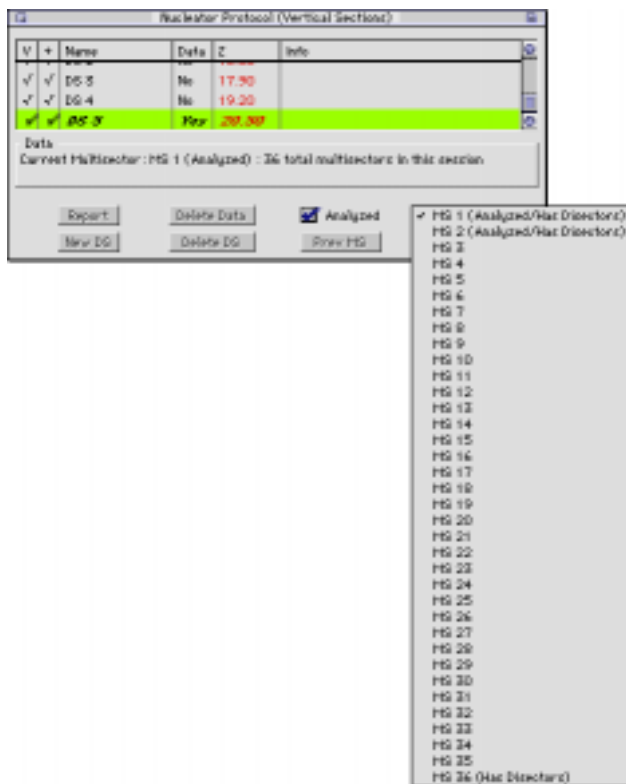 Nucleator Protocol (Vertical Sections)
V + Name Data Z Info
√ √ DS 3 No 17.90
√ √ DS 4 No 19.20
√ √ DS 5 Yes 20.50
Data
Current Multisector : MS 1 (Analyzed) : 36 total multisectors in this session
Report Delete Data Analyzed
New DS Delete DS Prev MS
✓ MS 1 (Analyzed/Has Disectors)
MS 2 (Analyzed/Has Disectors)
MS 3
MS 4
MS 5
MS 6
MS 7
MS 8
MS 9
MS 10
MS 11
MS 12
MS 13
MS 14
MS 15
MS 16
MS 17
MS 18
MS 19
MS 20
MS 21
MS 22
MS 23
MS 24
MS 25
MS 26
MS 27
MS 28
MS 29
MS 30
MS 31
MS 32
MS 33
MS 34
MS 35
MS 36 (Has Disectors)